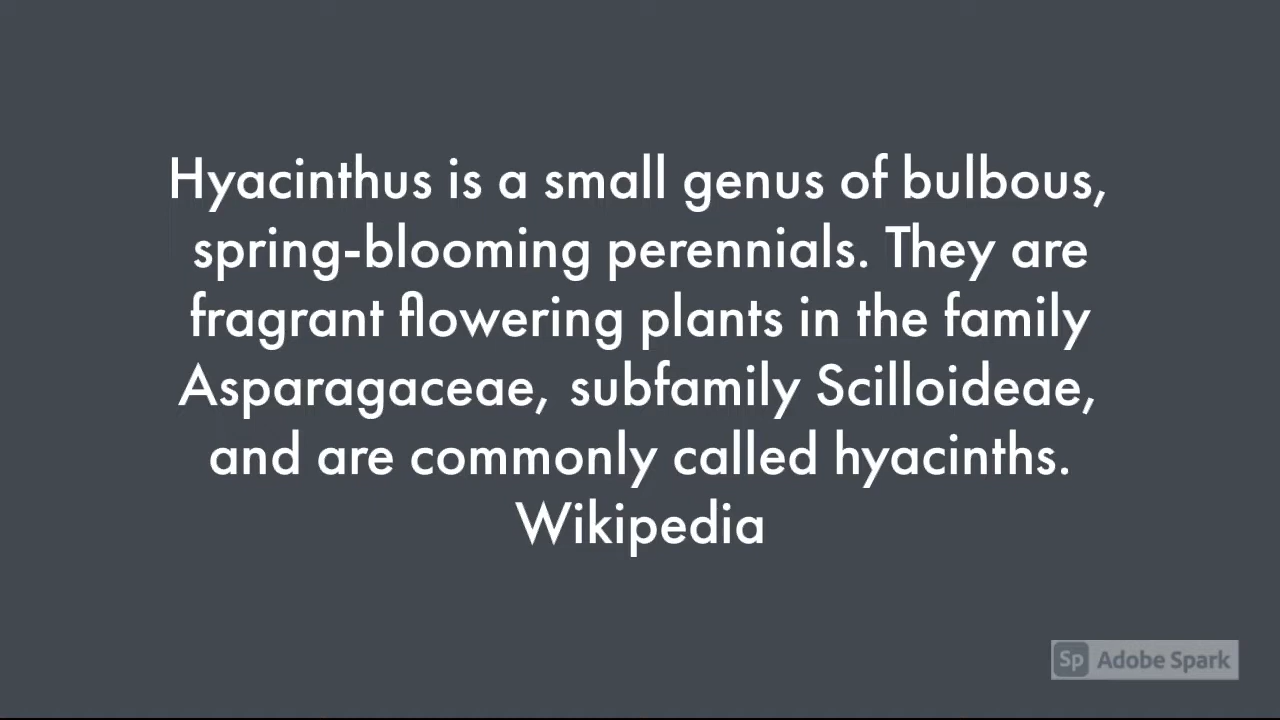 Hyacinthus is a small genus of bulbous,
spring-blooming perennials. They are
fragrant flowering plants in the family
Asparagaceae, subfamily Scilloideae,
and are commonly called hyacinths.
Wikipedia
Sp Adobe Spark